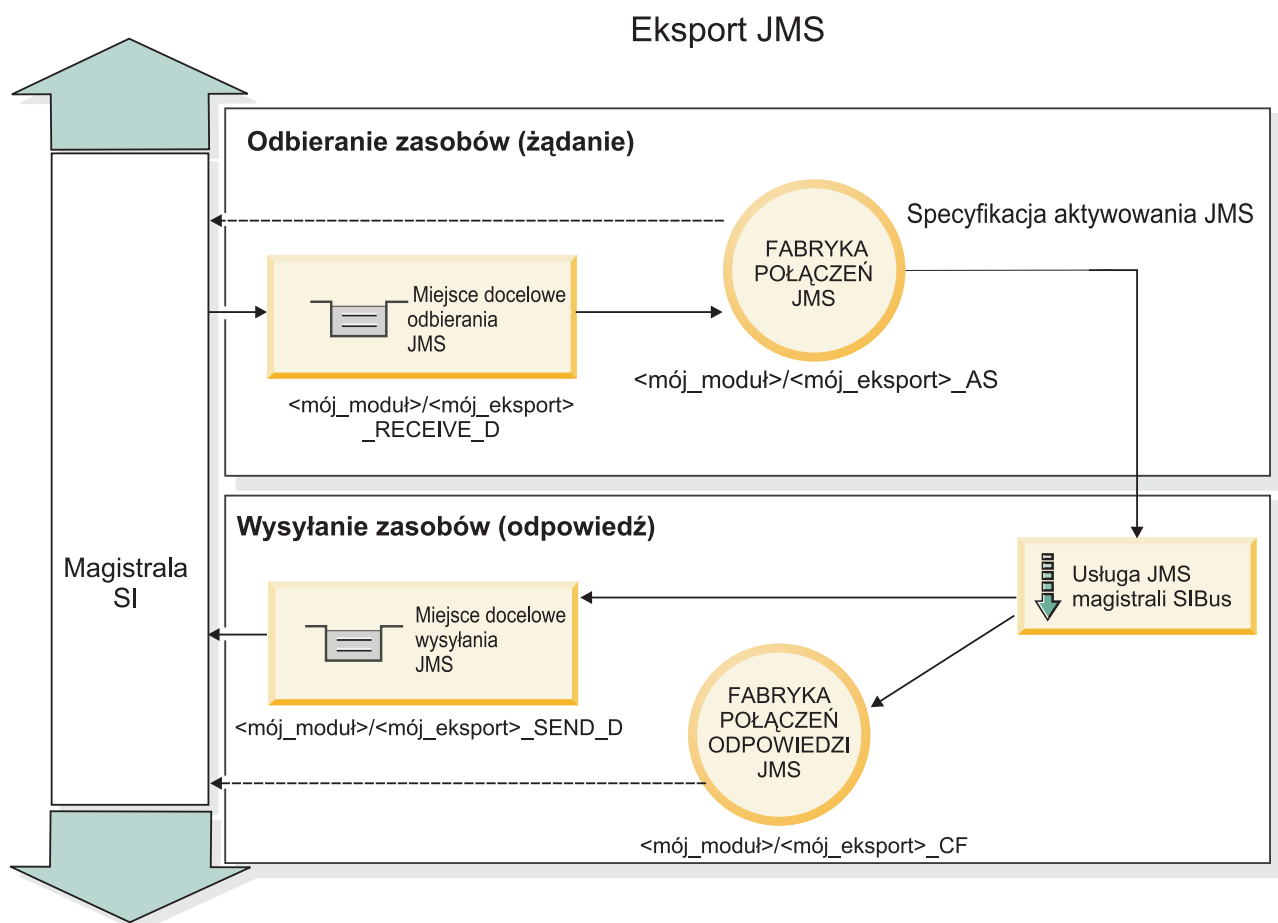 Eksport JMS
Odbieranie zasobów (żądanie)
Specyfikacja aktywowania JMS
FABRYKA
POŁĄCZEŃ
JMS
Miejsce docelowe
odbierania
JMS
<mój_moduł>/<mój_eksport>_AS
<mój_moduł>/<mój_eksport>
_RECEIVE_D
Magistrala
SI
Wysyłanie zasobów (odpowiedź)
Usługa JMS
magistrali SIBus
Miejsce docelowe
wysyłania
JMS
<mój_moduł>/<mój_eksport>_SEND_D
FABRYKA
POŁĄCZEŃ
ODPOWIEDZI
JMS
<mój_moduł>/<mój_eksport>_CF